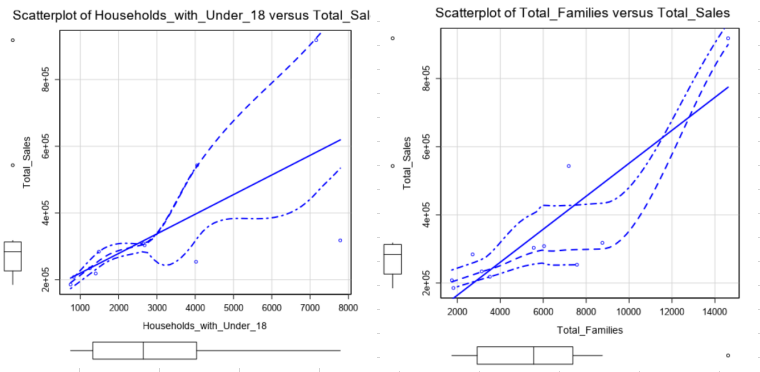 Scatterplot of Households_with_Under_18 versus Total_Sal
8e+05
6e+05
4e+05
2e+05
Total_Sales
1000 2000 3000 4000 5000 6000 7000 8000
Households_with_Under_18
Scatterplot of Total_Families versus Total_Sales
8e+05
6e+05
4e+05
2e+05
Total_Sales
2000 4000 6000 8000 10000 12000 14000
Total_Families